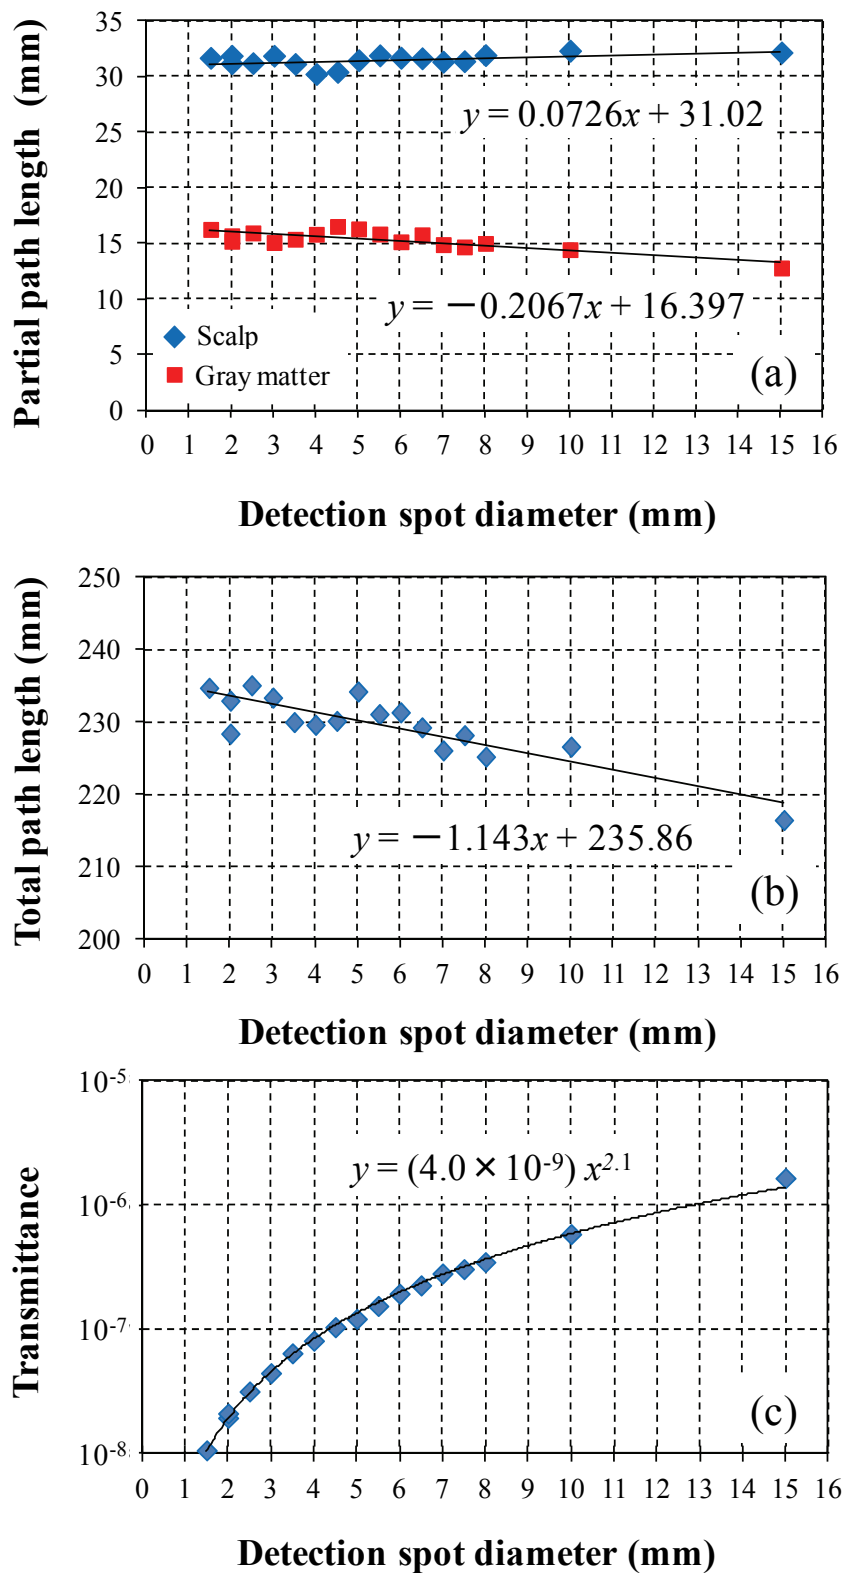 Partial path length (mm)
35
30
25
20
15
10
5
0
y = 0.0726x + 31.02
y = −0.2067x + 16.397
Scalp
Gray matter
(a)
0 1 2 3 4 5 6 7 8 9 10 11 12 13 14 15 16
Detection spot diameter (mm)
Total path length (mm)
250
240
230
220
210
200
y = −1.143x + 235.86
(b)
0 1 2 3 4 5 6 7 8 9 10 11 12 13 14 15 16
Detection spot diameter (mm)
Transmittance
10-5
10-6
10-7
10-8
y = (4.0 × 10-9) x2.1
(c)
0 1 2 3 4 5 6 7 8 9 10 11 12 13 14 15 16
Detection spot diameter (mm)